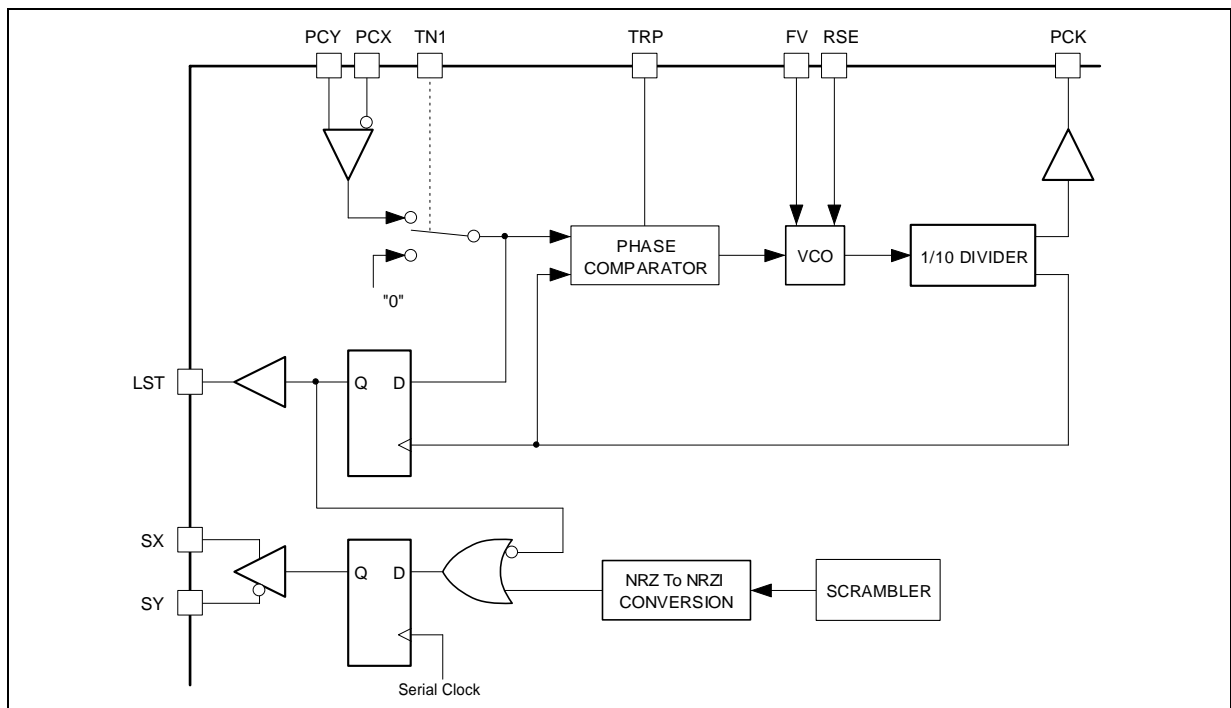 PCY PCX TN1 TRP FV RSE PCK
PHASE
COMPARATOR
VCO
1/10 DIVIDER
"0"
LST
Q D
SX
SY
Q D
NRZ To NRZI
CONVERSION
SCRAMBLER
Serial Clock